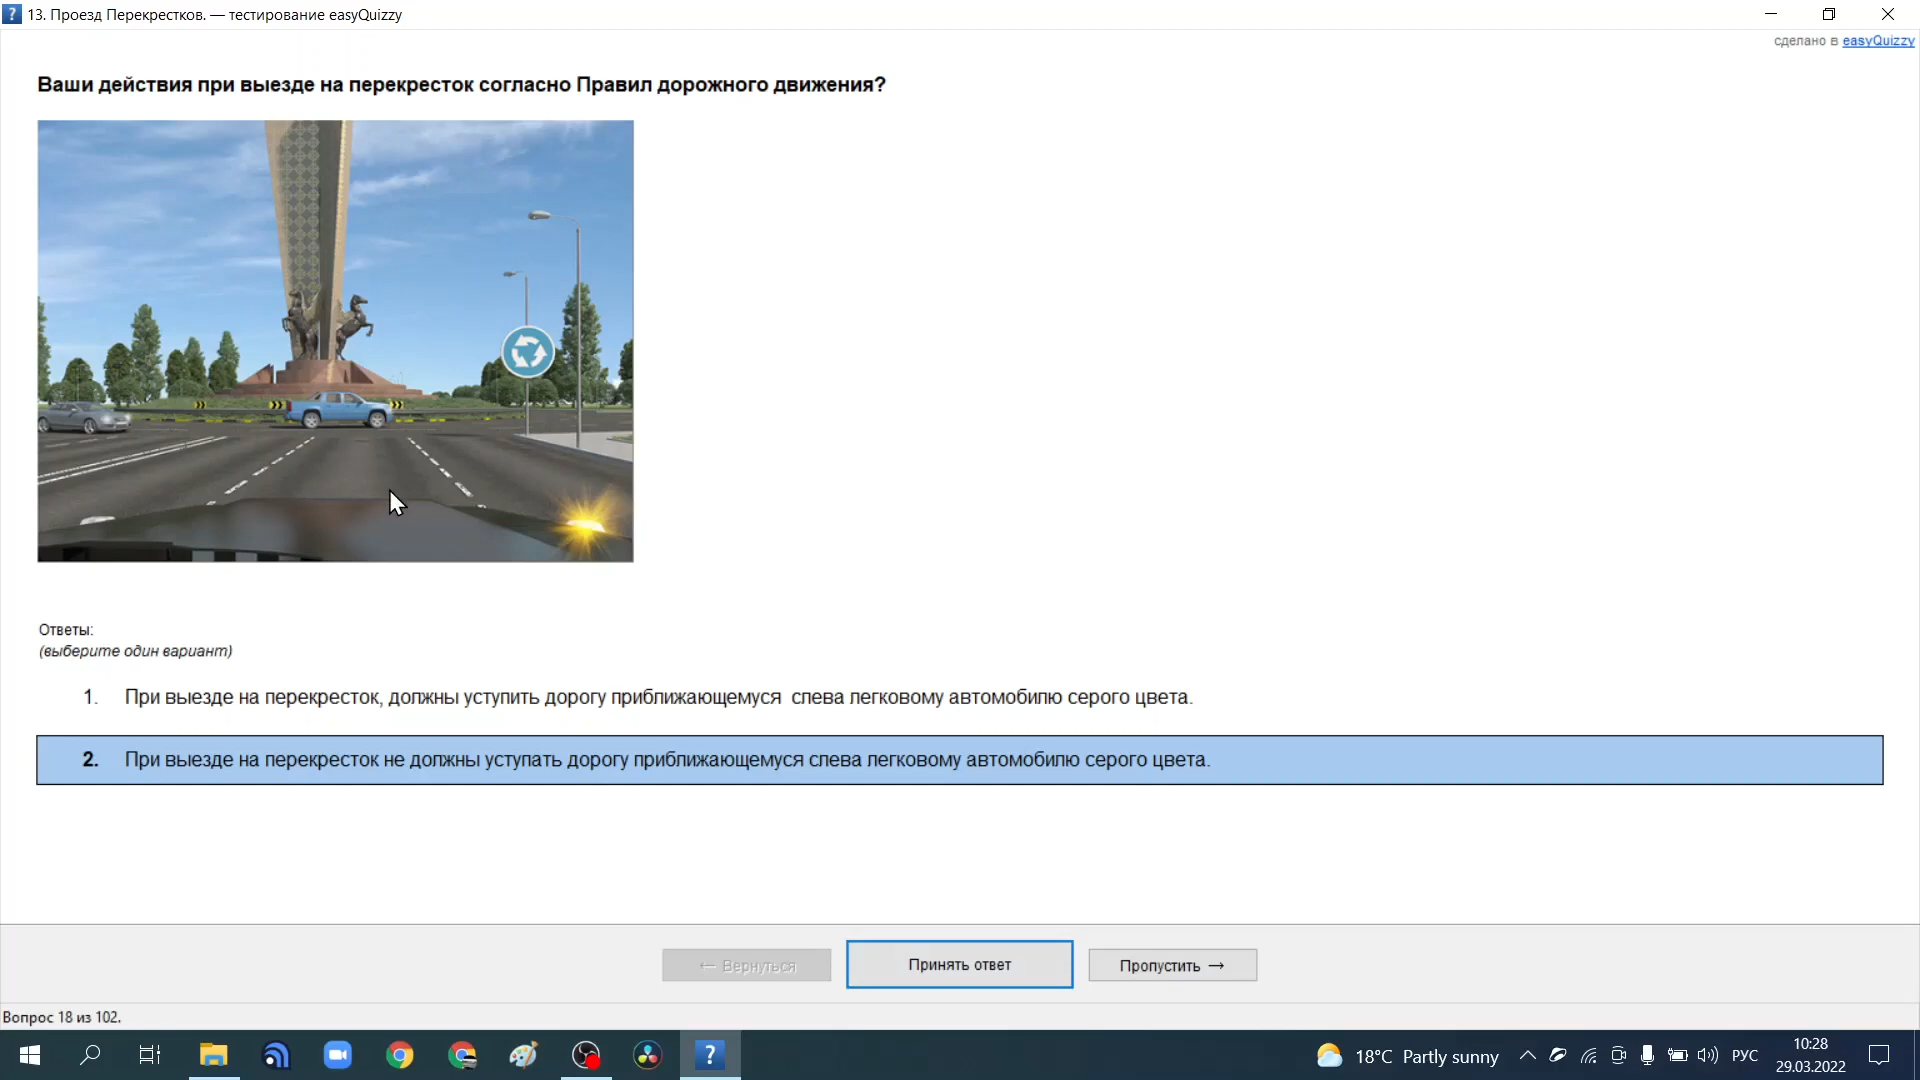 13. Проезд Перекрестков. — тестирование easyQuizzy
сделано в easyQuizzy
Ваши действия при выезде на перекресток согласно Правил дорожного движения?
Ответы:
(выберите один вариант)
1. При выезде на перекресток, должны уступить дорогу приближающемуся слева легковому автомобилю серого цвета.
2. При выезде на перекресток не должны уступать дорогу приближающемуся слева легковому автомобилю серого цвета.
← Вернуться
Принять ответ
Пропустить →
Вопрос 18 из 102.
18°C Partly sunny
РУС
10:28
29.03.2022